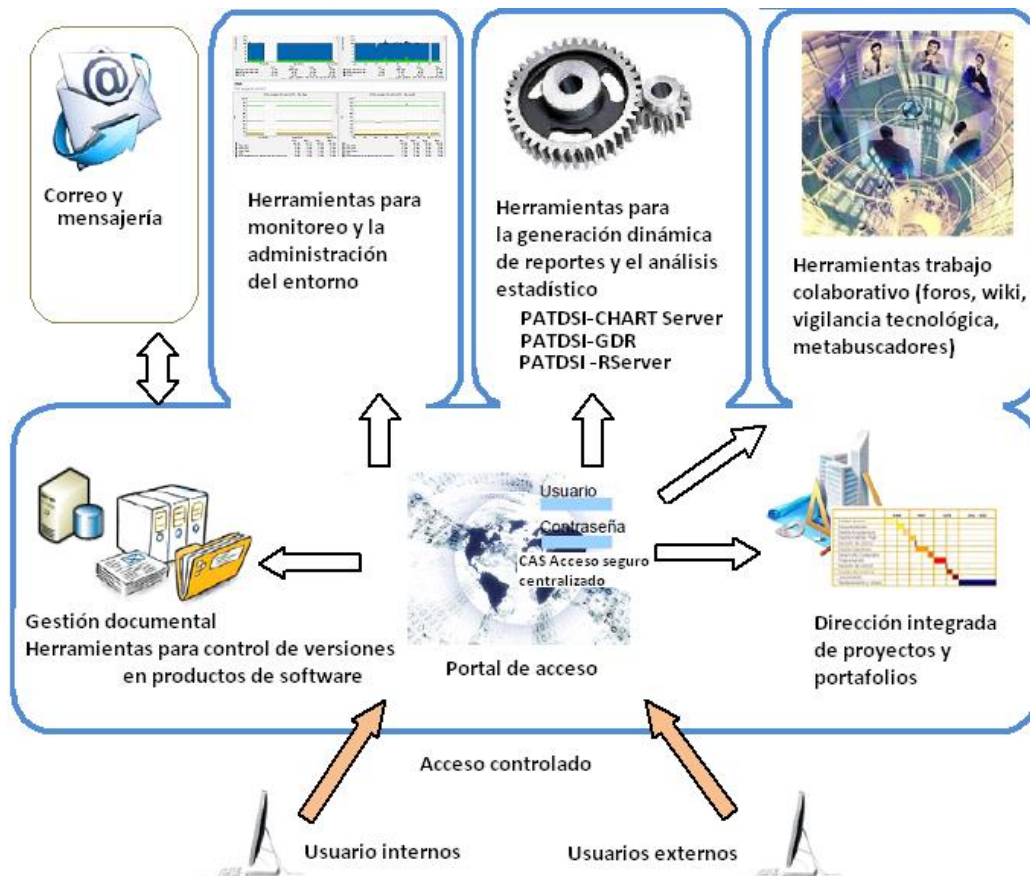 Correo y
mensajería
Herramientas para
monitoreo y la
administración
del entorno
Herramientas para
la generación dinámica
de reportes y el análisis
estadístico
PATDSI-CHART Server
PATDSI-GDR
PATDSI -RServer
Herramientas trabajo
colaborativo (foros, wiki,
vigilancia tecnológica,
metabuscadores)
Usuario
Contraseña
CAS Acceso seguro
centralizado
Gestión documental
Herramientas para control de versiones
en productos de software
Portal de acceso
Dirección integrada
de proyectos y
portafolios
Acceso controlado
Usuario internos
Usuarios externos